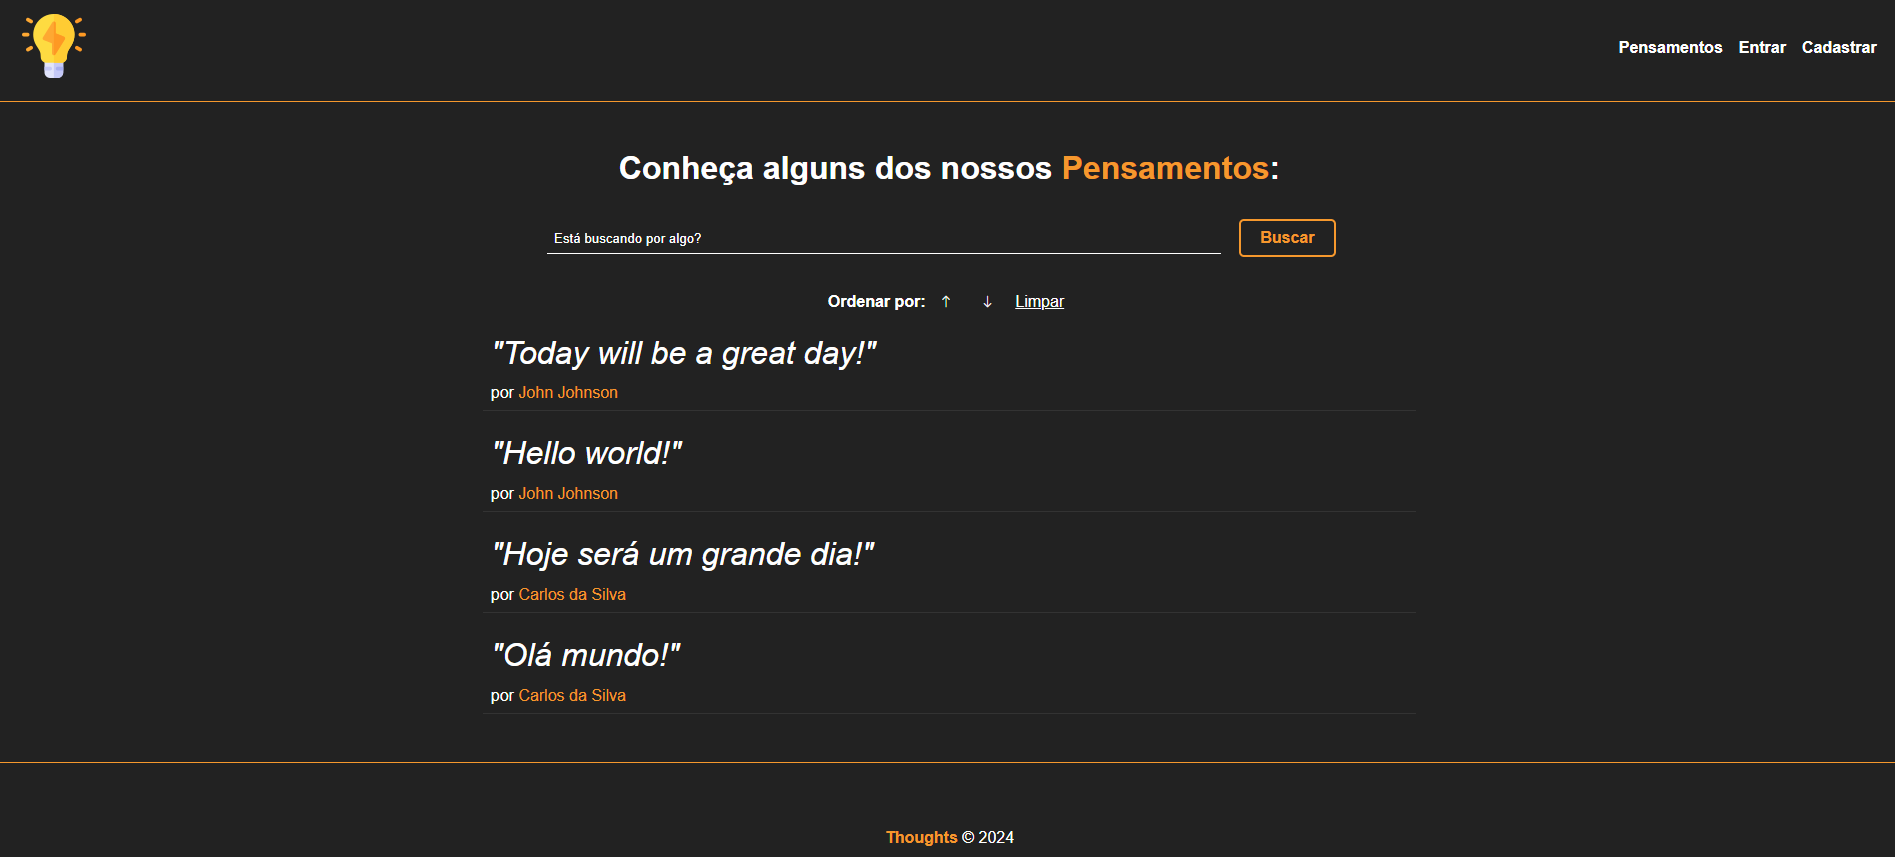 Pensamentos Entrar Cadastrar
Conheça alguns dos nossos Pensamentos:
Está buscando por algo? Buscar
Ordenar por: ↑ ↓ Limpar
"Today will be a great day!"
por John Johnson
"Hello world!"
por John Johnson
"Hoje será um grande dia!"
por Carlos da Silva
"Olá mundo!"
por Carlos da Silva
Thoughts © 2024